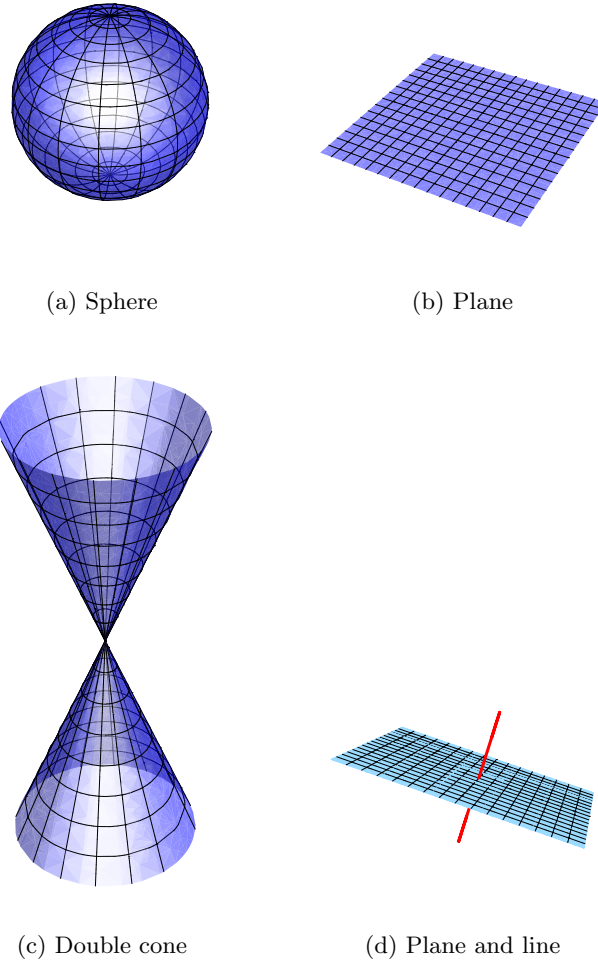 (a) Sphere
(b) Plane
(c) Double cone
(d) Plane and line